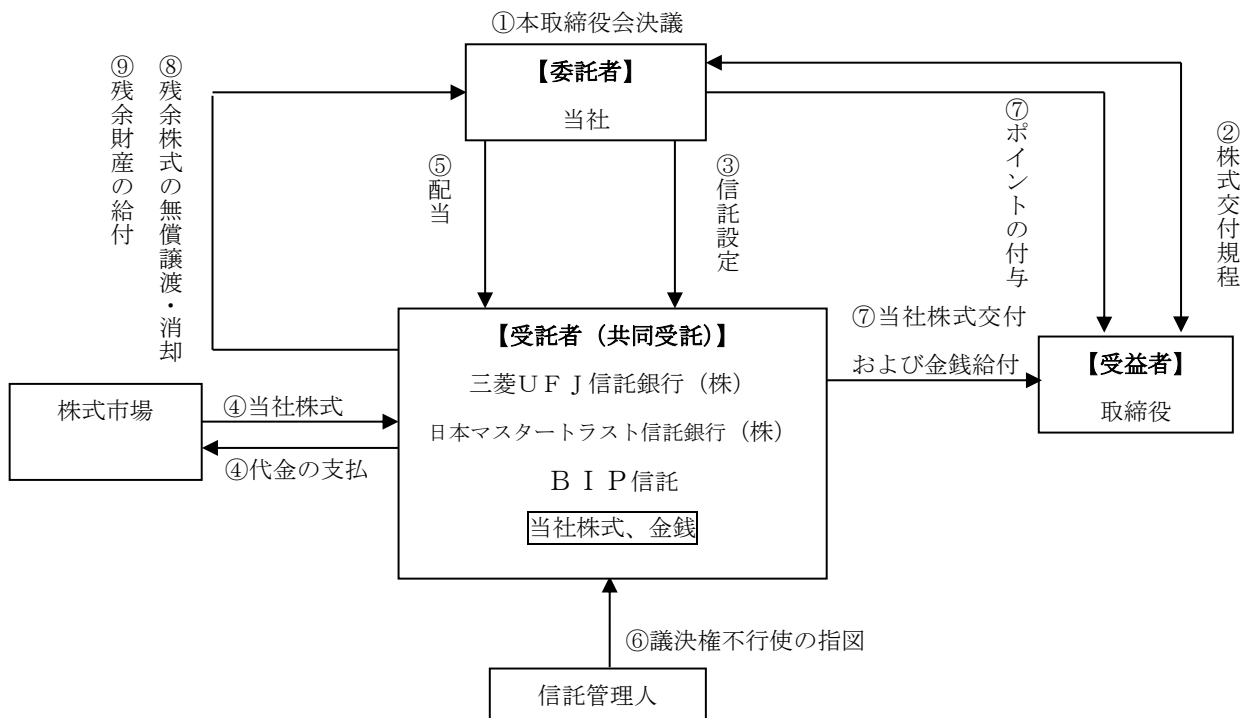 ①本取締役会決議
【委託者】
当社
⑨残余財産の給付
⑧残余株式の無償譲渡・消却
⑤配当
③信託設定
⑦ポイントの付与
②株式交付規程
【受託者(共同受託)】
三菱UFJ信託銀行(株)
日本マスタートラスト信託銀行(株)
BIP信託
当社株式、金銭
⑦当社株式交付
および金銭給付
【受益者】
取締役
株式市場
④当社株式
④代金の支払
⑥議決権不行使の指図
信託管理人